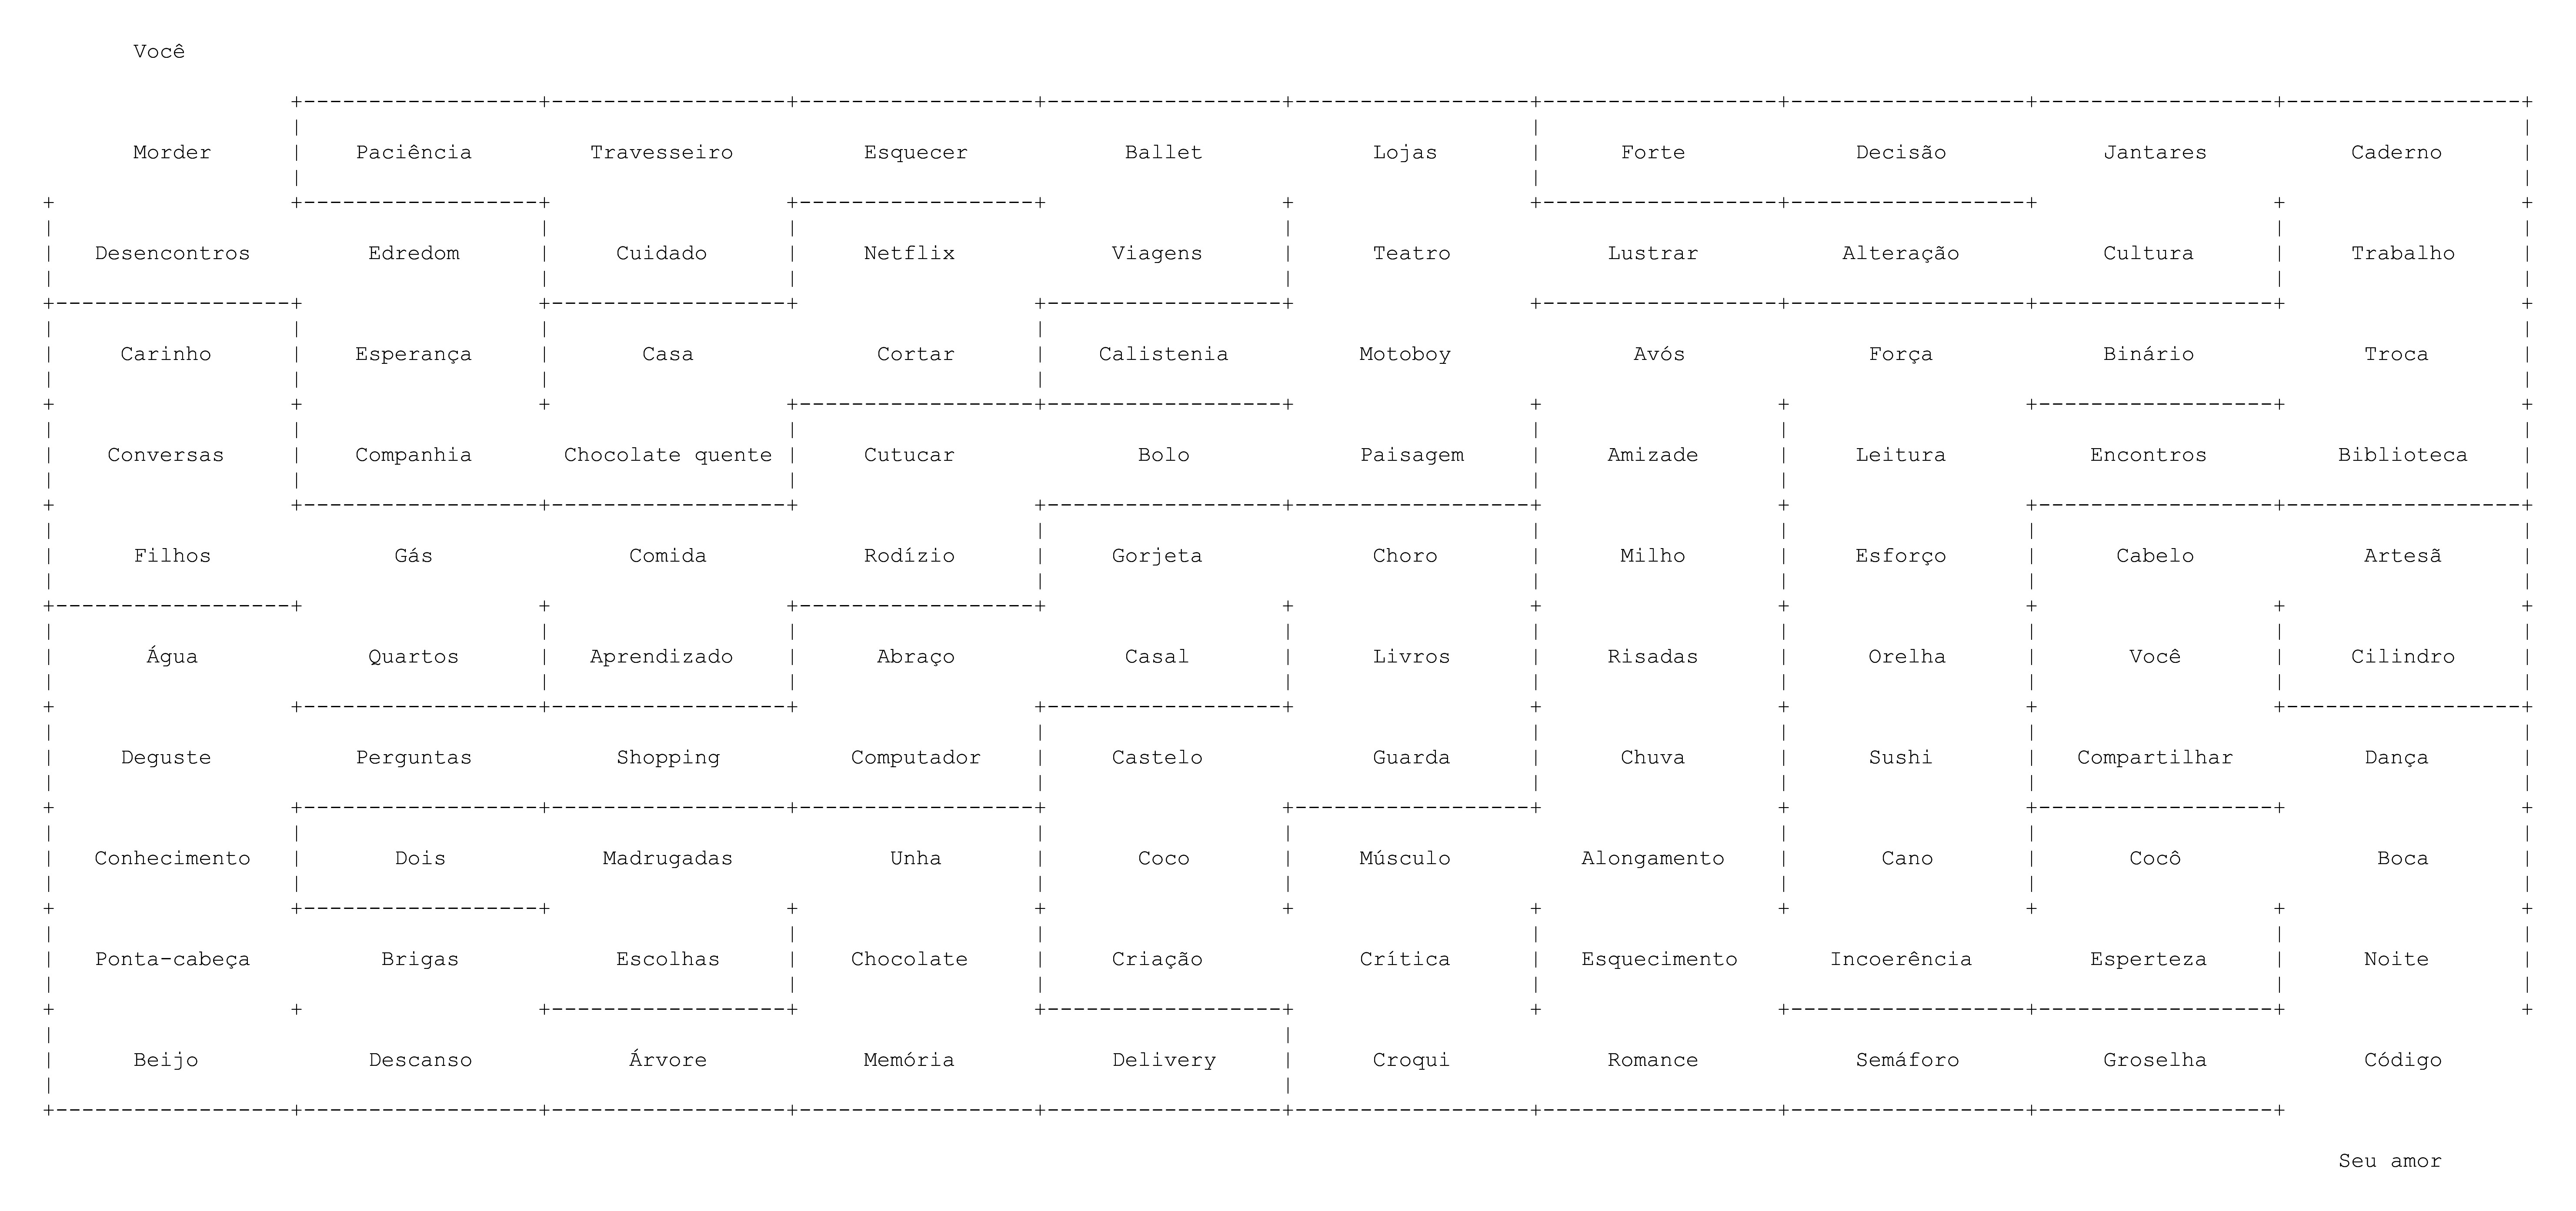 Você
Morder Paciência Travesseiro Esquecer Ballet Lojas Forte Decisão Jantares Caderno
Desencontros Edredom Cuidado Netflix Viagens Teatro Lustrar Alteração Cultura Trabalho
Carinho Esperança Casa Cortar Calistenia Motoboy Avós Força Binário Troca
Conversas Companhia Chocolate quente Cutucar Bolo Paisagem Amizade Leitura Encontros Biblioteca
Filhos Gás Comida Rodízio Gorjeta Choro Milho Esforço Cabelo Artesã
Água Quartos Aprendizado Abraço Casal Livros Risadas Orelha Você Cilindro
Deguste Perguntas Shopping Computador Castelo Guarda Chuva Sushi Compartilhar Dança
Conhecimento Dois Madrugadas Unha Coco Músculo Alongamento Cano Cocô Boca
Ponta-cabeça Brigas Escolhas Chocolate Criação Crítica Esquecimento Incoerência Esperteza Noite
Beijo Descanso Árvore Memória Delivery Croqui Romance Semáforo Groselha Código
Seu amor